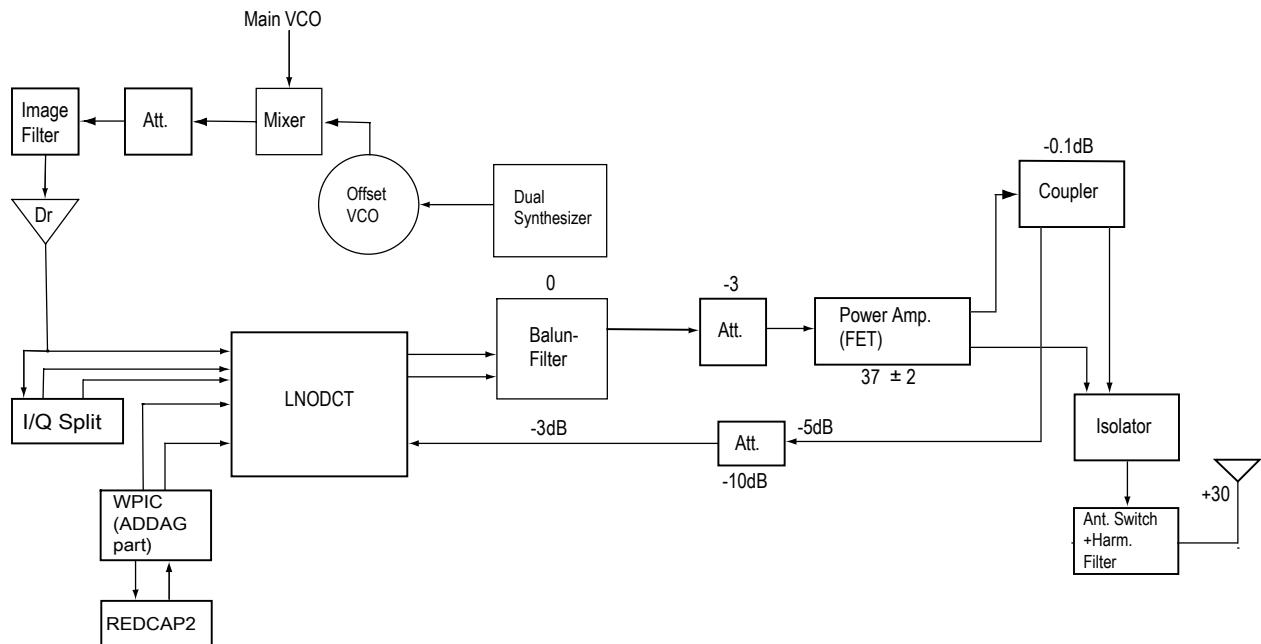 Main VCO
Image
Filter
Att.
Mixer
-0.1dB
Coupler
Dr
Offset
VCO
Dual
Synthesizer
0
-3
Balun-
Filter
Att.
Power Amp.
(FET)
37 ± 2
LNODCT
I/Q Split
-3dB
Att.
-5dB
-10dB
Isolator
+30
WPIC
(ADDAG
part)
Ant. Switch
+Harm.
Filter
REDCAP2